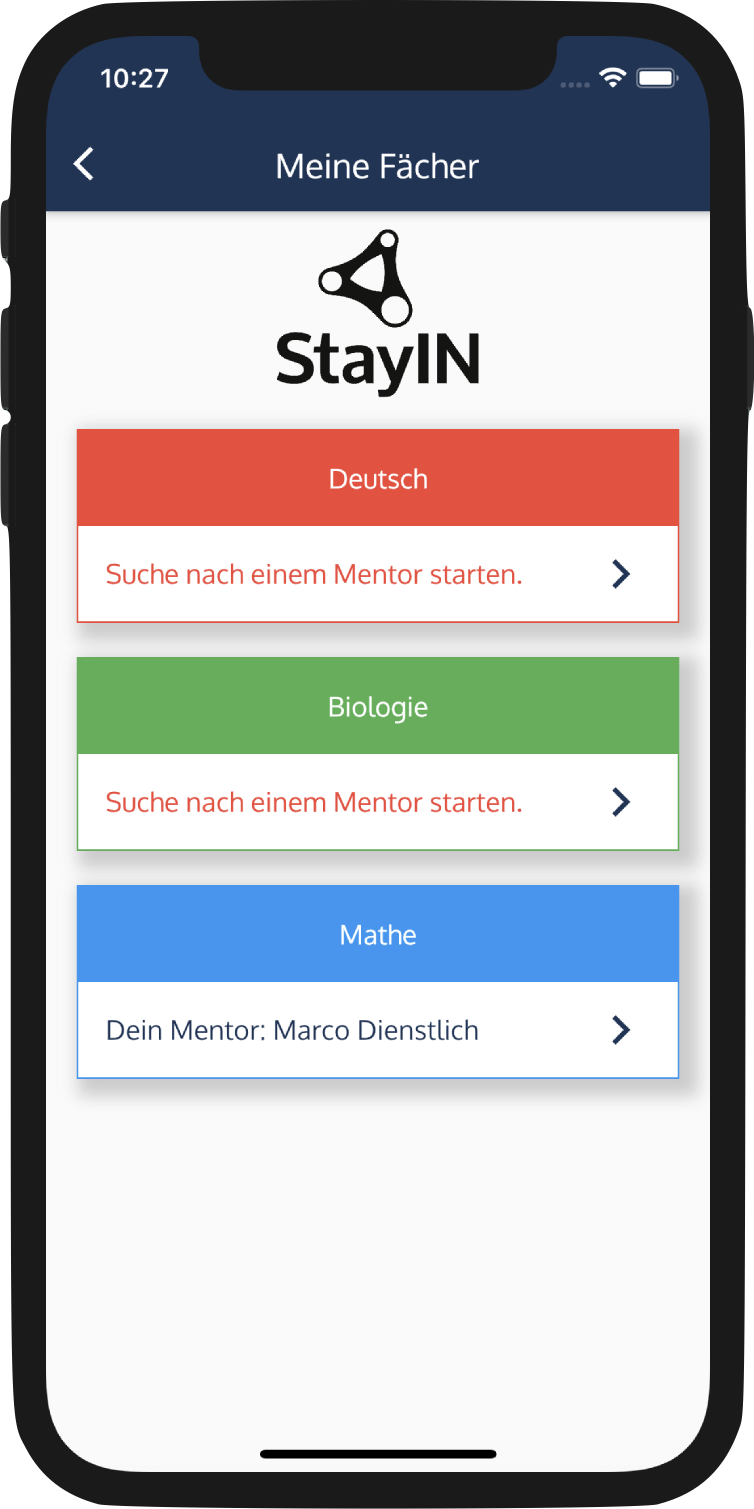 10:27
Meine Fächer
StayIN
Deutsch
Suche nach einem Mentor starten.
Biologie
Suche nach einem Mentor starten.
Mathe
Dein Mentor: Marco Dienstlich